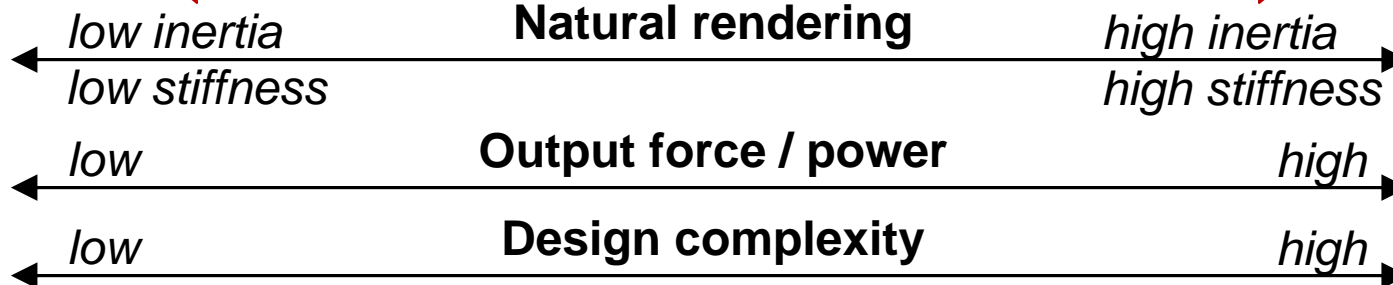 low inertia Natural rendering high inertia
low stiffness high stiffness
low Output force / power high
low Design complexity high